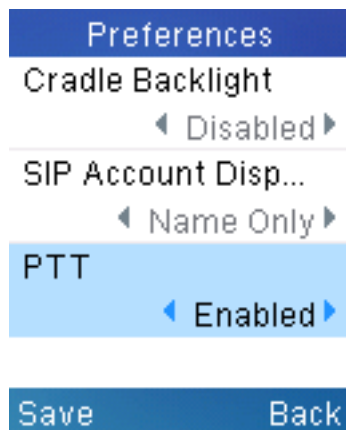 Preferences
Cradle Backlight
Disabled
SIP Account Disp...
Name Only
PTT
Enabled
Save Back